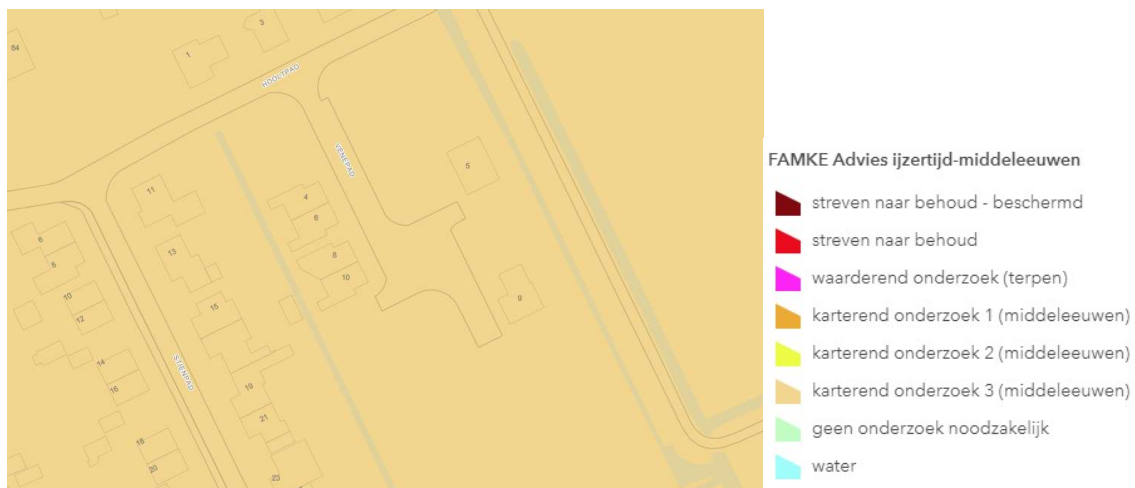 84
1
3
HOOLTPAD
VENEPAD
5
11
4
6
6
8
13
8
10
10
9
12
15
14
STIENPAD
16
19
21
18
20
23
FAMKE Advies ijzertijd-middeleeuwen
streven naar behoud - beschermd
streven naar behoud
waarderend onderzoek (terpen)
karterend onderzoek 1 (middeleeuwen)
karterend onderzoek 2 (middeleeuwen)
karterend onderzoek 3 (middeleeuwen)
geen onderzoek noodzakelijk
water